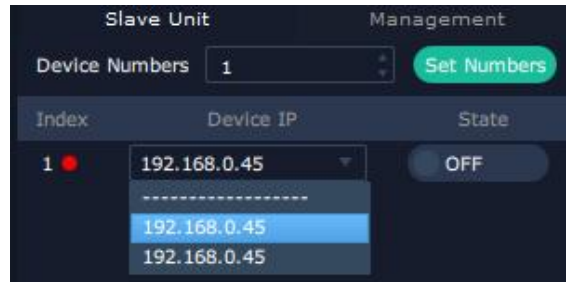 Slave Unit Management
Device Numbers 1 Set Numbers
Index Device IP State
1 192.168.0.45 OFF
------------------
192.168.0.45
192.168.0.45